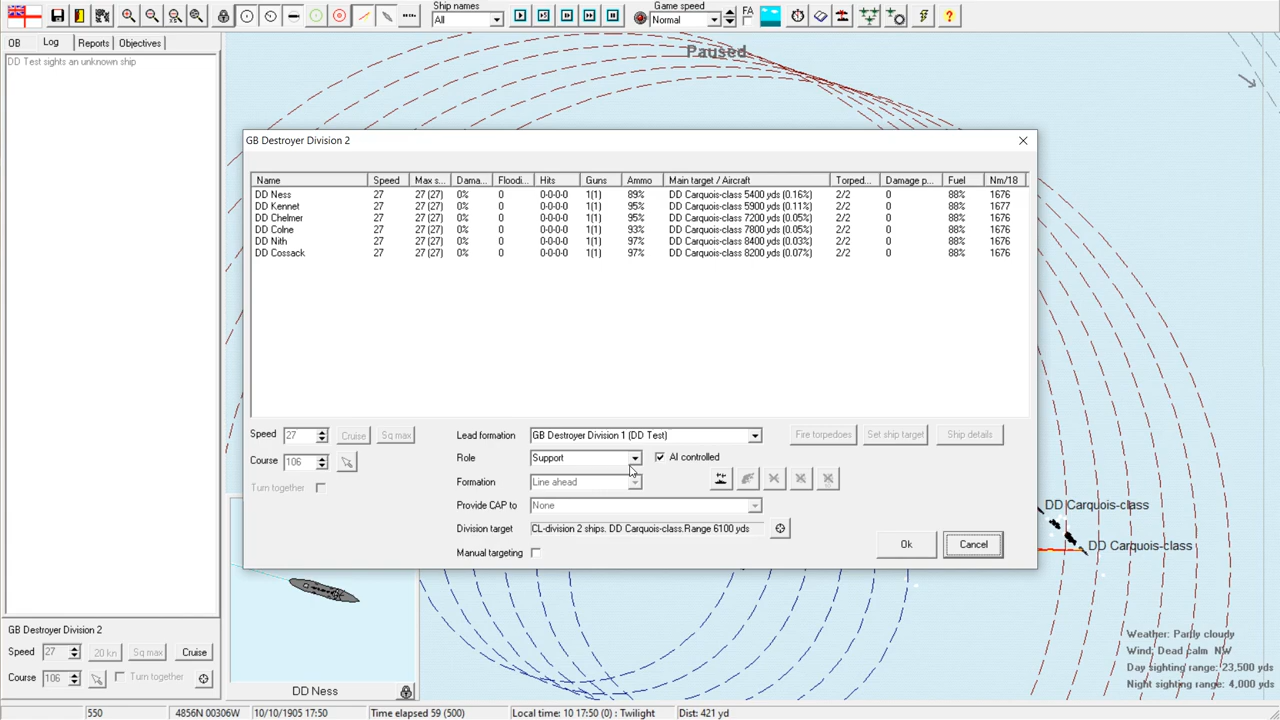 Ship names
All
Game speed
Normal
FA
OB
Log
Reports
Objectives
DD Test sights an unknown ship
Paused
GB Destroyer Division 2
Name Speed Max s... Dama... Floodi... Hits Guns Ammo Main target / Aircraft Torped... Damage p... Fuel Nm/18
DD Ness 27 27 (27) 0% 0 0-0-0-0 1(1) 89% DD Carquois-class 5400 yds (0.16%) 2/2 0 88% 1676
DD Kennet 27 27 (27) 0% 0 0-0-0-0 1(1) 95% DD Carquois-class 5900 yds (0.11%) 2/2 0 88% 1677
DD Chelmer 27 27 (27) 0% 0 0-0-0-0 1(1) 95% DD Carquois-class 7200 yds (0.05%) 2/2 0 88% 1676
DD Colne 27 27 (27) 0% 0 0-0-0-0 1(1) 93% DD Carquois-class 7800 yds (0.05%) 2/2 0 88% 1676
DD Nith 27 27 (27) 0% 0 0-0-0-0 1(1) 97% DD Carquois-class 8400 yds (0.03%) 2/2 0 88% 1676
DD Cossack 27 27 (27) 0% 0 0-0-0-0 1(1) 97% DD Carquois-class 8200 yds (0.07%) 2/2 0 88% 1676
Speed 27 Cruise Sq max
Course 106
Turn together
Lead formation GB Destroyer Division 1 (DD Test)
Fire torpedoes Set ship target Ship details
Role Support AI controlled
Formation Line ahead
Provide CAP to None
Division target CL-division 2 ships. DD Carquois-class.Range 6100 yds
Manual targeting
Ok Cancel
DD Carquois-class
DD Carquois-class
GB Destroyer Division 2
Speed 27 20 kn Sq max Cruise
Course 106 Turn together
DD Ness
Weather: Partly cloudy
Wind: Dead calm NW
Day sighting range: 23,500 yds
Night sighting range: 4,000 yds
550 4856N 00306W 10/10/1905 17:50 Time elapsed 59 (500) Local time: 10 17:50 (0) : Twilight Dist: 421 yd